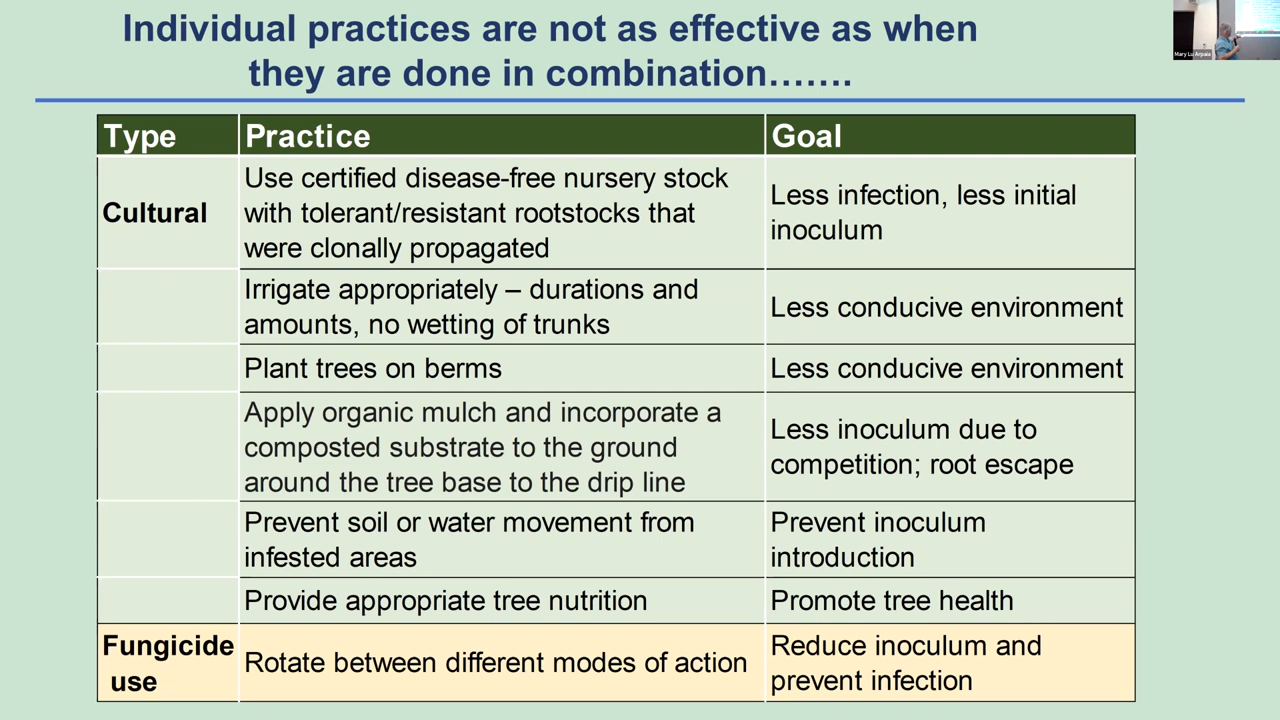 Individual practices are not as effective as when
they are done in combination…….
Type
Practice
Goal
Cultural
Use certified disease-free nursery stock
with tolerant/resistant rootstocks that
were clonally propagated
Less infection, less initial
inoculum
Irrigate appropriately – durations and
amounts, no wetting of trunks
Less conducive environment
Plant trees on berms
Less conducive environment
Apply organic mulch and incorporate a
composted substrate to the ground
around the tree base to the drip line
Less inoculum due to
competition; root escape
Prevent soil or water movement from
infested areas
Prevent inoculum
introduction
Provide appropriate tree nutrition
Promote tree health
Fungicide
use
Rotate between different modes of action
Reduce inoculum and
prevent infection
Mary Lu Arpaia